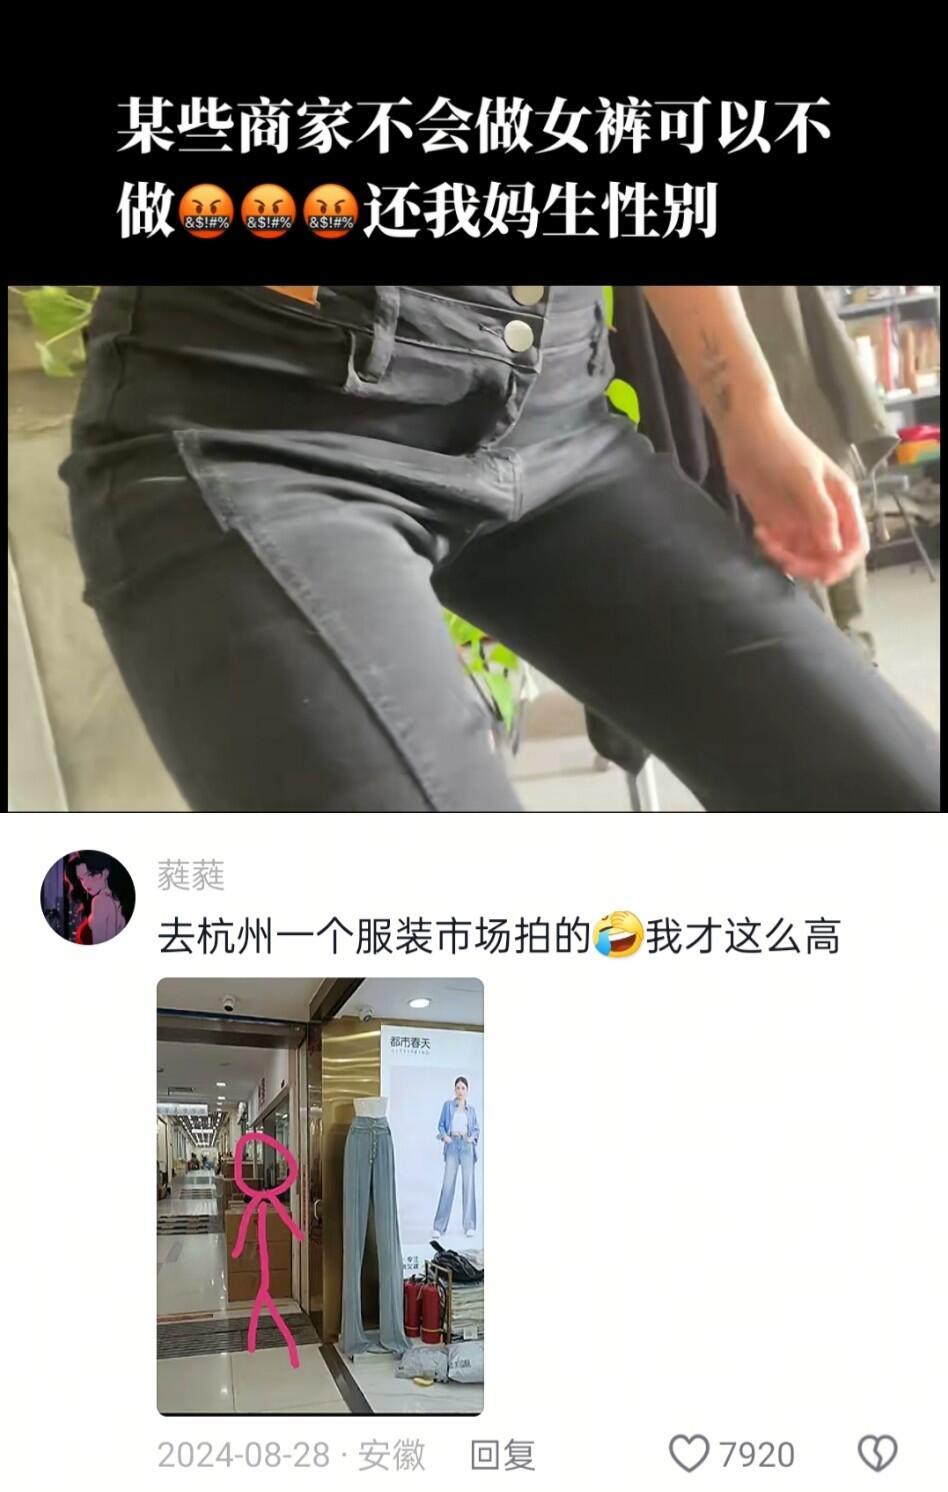 某些商家不会做女裤可以不
做🤬🤬🤬还我妈生性别
蕤蕤
去杭州一个服装市场拍的🤣我才这么高
都市春天
2024-08-28 · 安徽 回复 7920